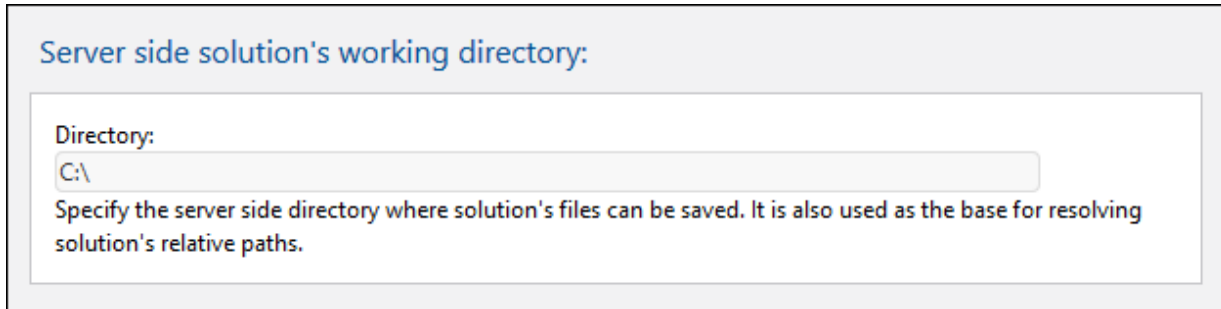 Server side solution's working directory:
Directory:
C:\
Specify the server side directory where solution's files can be saved. It is also used as the base for resolving
solution's relative paths.